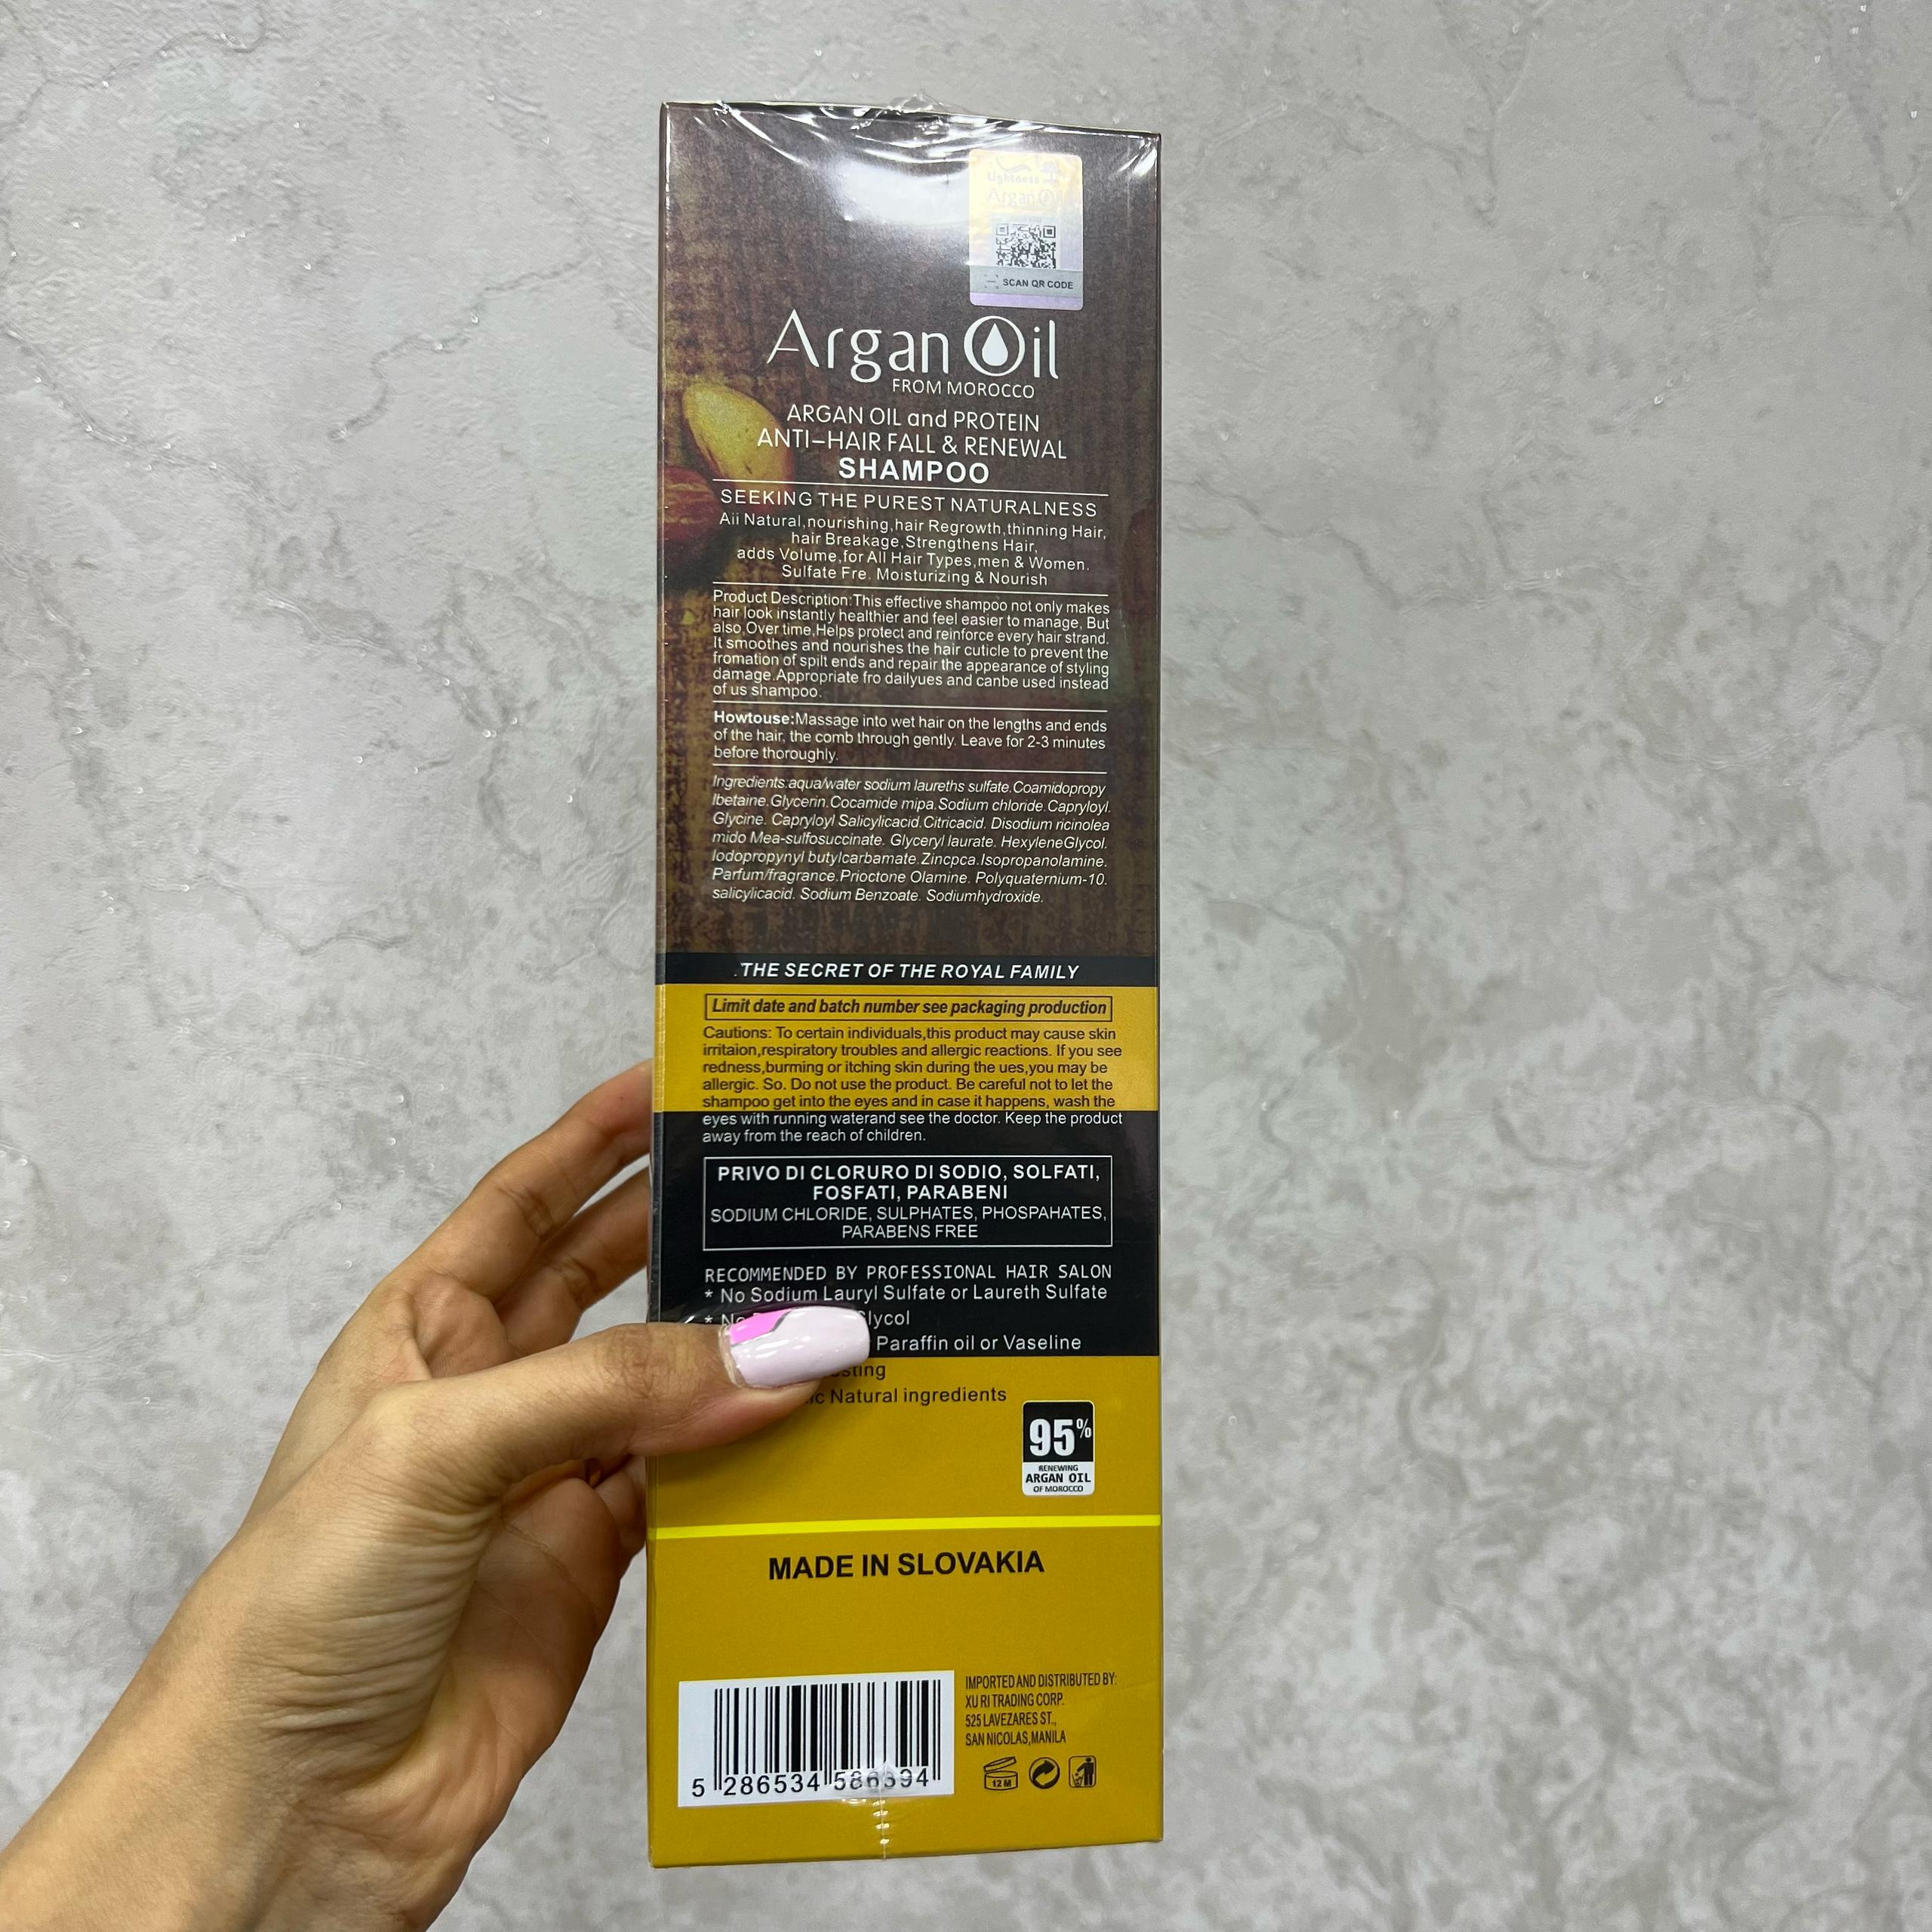 Lightness
Argan Oil
SCAN QR CODE
Argan Oil
FROM MOROCCO
ARGAN OIL and PROTEIN
ANTI-HAIR FALL & RENEWAL
SHAMPOO
SEEKING THE PUREST NATURALNESS
Aii Natural,nourishing,hair Regrowth,thinning Hair,
hair Breakage,Strengthens Hair,
adds Volume,for All Hair Types,men & Women.
Sulfate Fre. Moisturizing & Nourish
Product Description:This effective shampoo not only makes
hair look instantly healthier and feel easier to manage, But
also,Over time,Helps protect and reinforce every hair strand.
It smoothes and nourishes the hair cuticle to prevent the
fromation of spilt ends and repair the appearance of styling
damage.Appropriate fro dailyues and canbe used instead
of us shampoo.
Howtouse:Massage into wet hair on the lengths and ends
of the hair, the comb through gently. Leave for 2-3 minutes
before thoroughly.
Ingredients:aqua/water sodium laureths sulfate.Coamidopropy
lbetaine.Glycerin.Cocamide mipa.Sodium chloride.Capryloyl.
Glycine. Capryloyl Salicylicacid.Citricacid. Disodium ricinolea
mido Mea-sulfosuccinate. Glyceryl laurate. HexyleneGlycol.
Iodopropynyl butylcarbamate.Zincpca.Isopropanolamine.
Parfum/fragrance.Prioctone Olamine. Polyquaternium-10.
salicylicacid. Sodium Benzoate. Sodiumhydroxide.
.THE SECRET OF THE ROYAL FAMILY
Limit date and batch number see packaging production
Cautions: To certain individuals,this product may cause skin
irritaion,respiratory troubles and allergic reactions. If you see
redness,burming or itching skin during the ues,you may be
allergic. So. Do not use the product. Be careful not to let the
shampoo get into the eyes and in case it happens, wash the
eyes with running waterand see the doctor. Keep the product
away from the reach of children.
PRIVO DI CLORURO DI SODIO, SOLFATI,
FOSFATI, PARABENI
SODIUM CHLORIDE, SULPHATES, PHOSPAHATES,
PARABENS FREE
RECOMMENDED BY PROFESSIONAL HAIR SALON
* No Sodium Lauryl Sulfate or Laureth Sulfate
* No Glycol
Paraffin oil or Vaseline
Natural ingredients
95%
RENEWING
ARGAN OIL
OF MOROCCO
MADE IN SLOVAKIA
IMPORTED AND DISTRIBUTED BY:
XU RI TRADING CORP.
525 LAVEZARES ST.,
SAN NICOLAS,MANILA
12 M
5 286534 586394